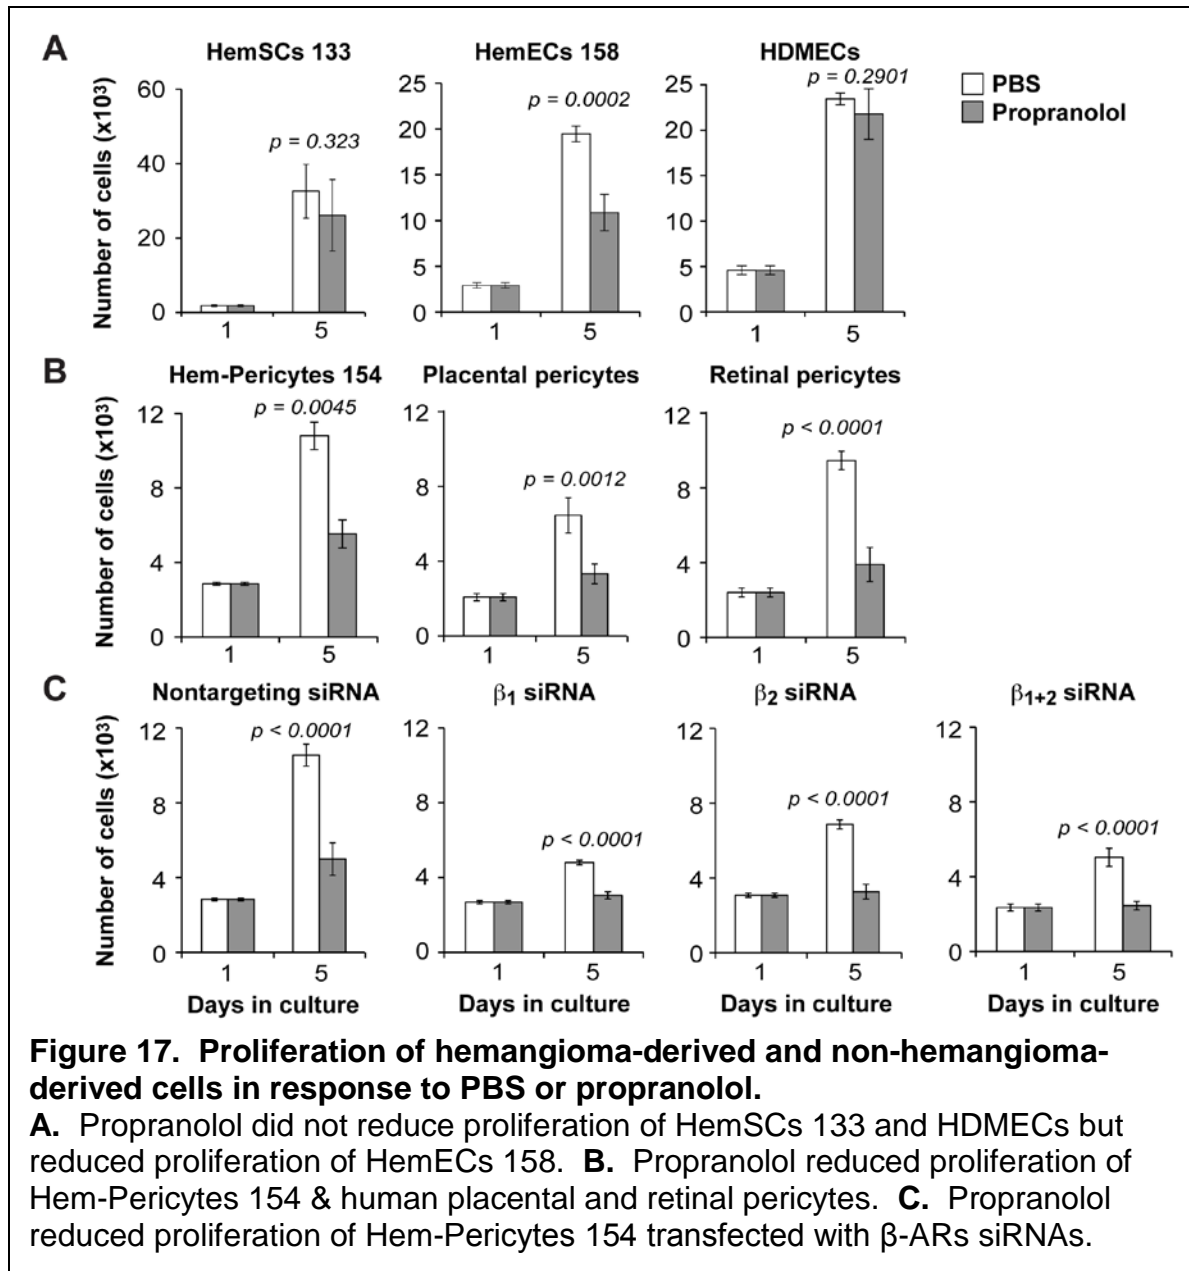 A
HemSCs 133
HemECs 158
HDMECs
PBS
Propranolol
Number of cells (x10³)
60
40
20
0
p = 0.323
1
5
25
20
15
10
5
0
p = 0.0002
1
5
25
20
15
10
5
0
p = 0.2901
1
5
B
Hem-Pericytes 154
Placental pericytes
Retinal pericytes
Number of cells (x10³)
12
8
4
0
p = 0.0045
1
5
12
8
4
0
p = 0.0012
1
5
12
8
4
0
p < 0.0001
1
5
C
Nontargeting siRNA
β₁ siRNA
β₂ siRNA
β₁₊₂ siRNA
Number of cells (x10³)
12
8
4
0
p < 0.0001
1
5
Days in culture
12
8
4
0
p < 0.0001
1
5
Days in culture
12
8
4
0
p < 0.0001
1
5
Days in culture
12
8
4
0
p < 0.0001
1
5
Days in culture
Figure 17. Proliferation of hemangioma-derived and non-hemangioma-
derived cells in response to PBS or propranolol.
A. Propranolol did not reduce proliferation of HemSCs 133 and HDMECs but
reduced proliferation of HemECs 158. B. Propranolol reduced proliferation of
Hem-Pericytes 154 & human placental and retinal pericytes. C. Propranolol
reduced proliferation of Hem-Pericytes 154 transfected with β-ARs siRNAs.